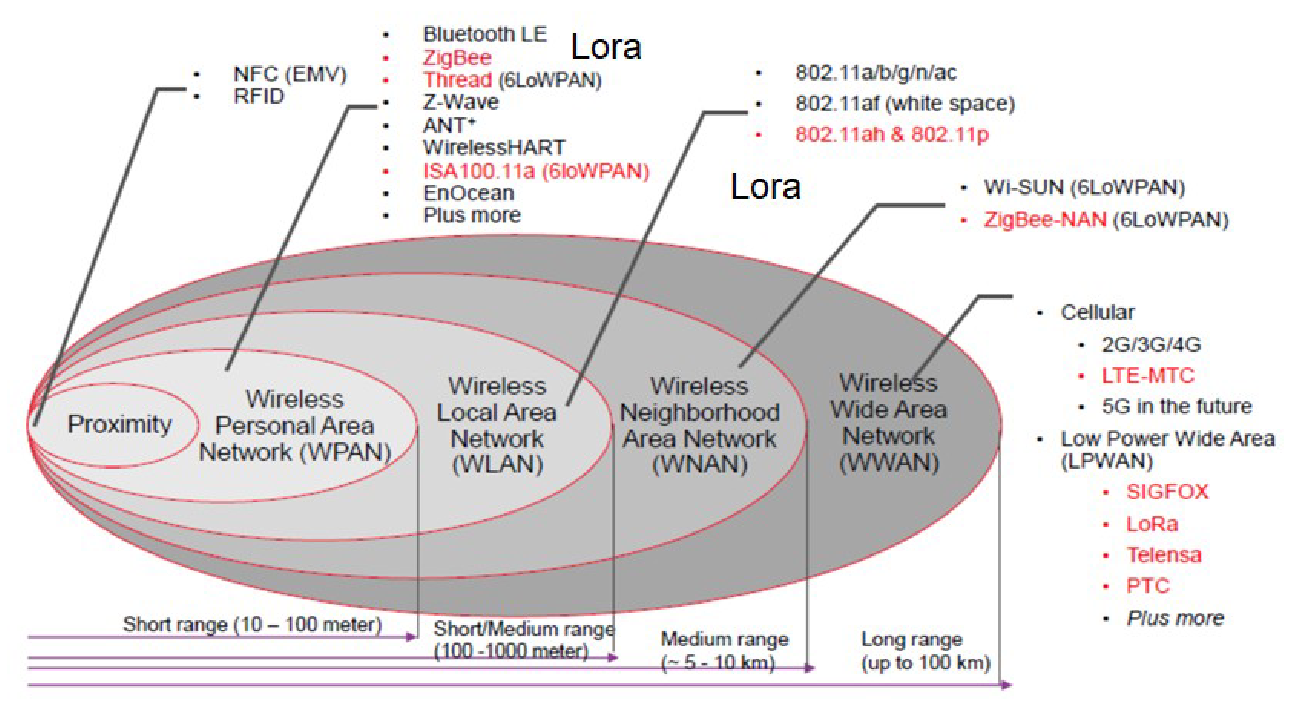 • Bluetooth LE
• ZigBee
• Thread (6LoWPAN)
• Z-Wave
• ANT+
• WirelessHART
• ISA100.11a (6loWPAN)
• EnOcean
• Plus more
Lora
• NFC (EMV)
• RFID
• 802.11a/b/g/n/ac
• 802.11af (white space)
• 802.11ah & 802.11p
Lora
• Wi-SUN (6LoWPAN)
• ZigBee-NAN (6LoWPAN)
• Cellular
• 2G/3G/4G
• LTE-MTC
• 5G in the future
• Low Power Wide Area
(LPWAN)
• SIGFOX
• LoRa
• Telensa
• PTC
• Plus more
Proximity
Wireless
Personal Area
Network (WPAN)
Wireless
Local Area
Network
(WLAN)
Wireless
Neighborhood
Area Network
(WNAN)
Wireless
Wide Area
Network
(WWAN)
Short range (10 – 100 meter)
Short/Medium range
(100 -1000 meter)
Medium range
(~ 5 - 10 km)
Long range
(up to 100 km)